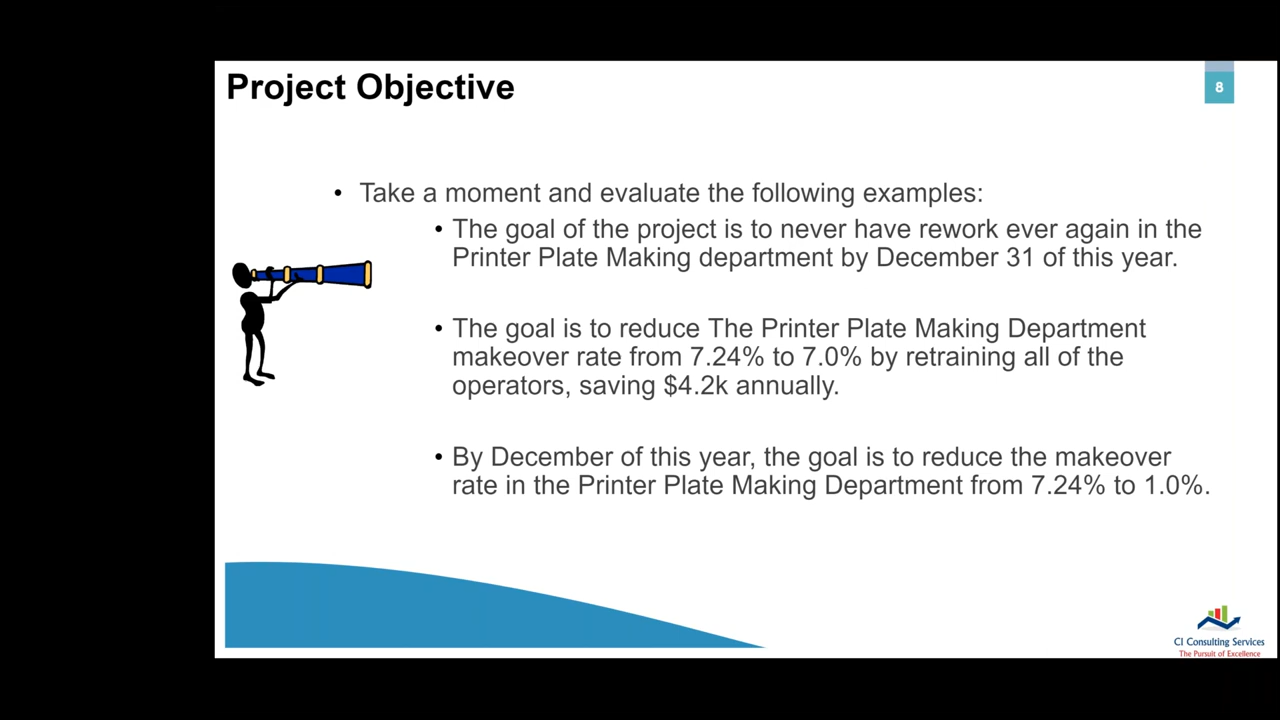 Project Objective
8
• Take a moment and evaluate the following examples:
• The goal of the project is to never have rework ever again in the
Printer Plate Making department by December 31 of this year.
• The goal is to reduce The Printer Plate Making Department
makeover rate from 7.24% to 7.0% by retraining all of the
operators, saving $4.2k annually.
• By December of this year, the goal is to reduce the makeover
rate in the Printer Plate Making Department from 7.24% to 1.0%.
CI Consulting Services
The Pursuit of Excellence